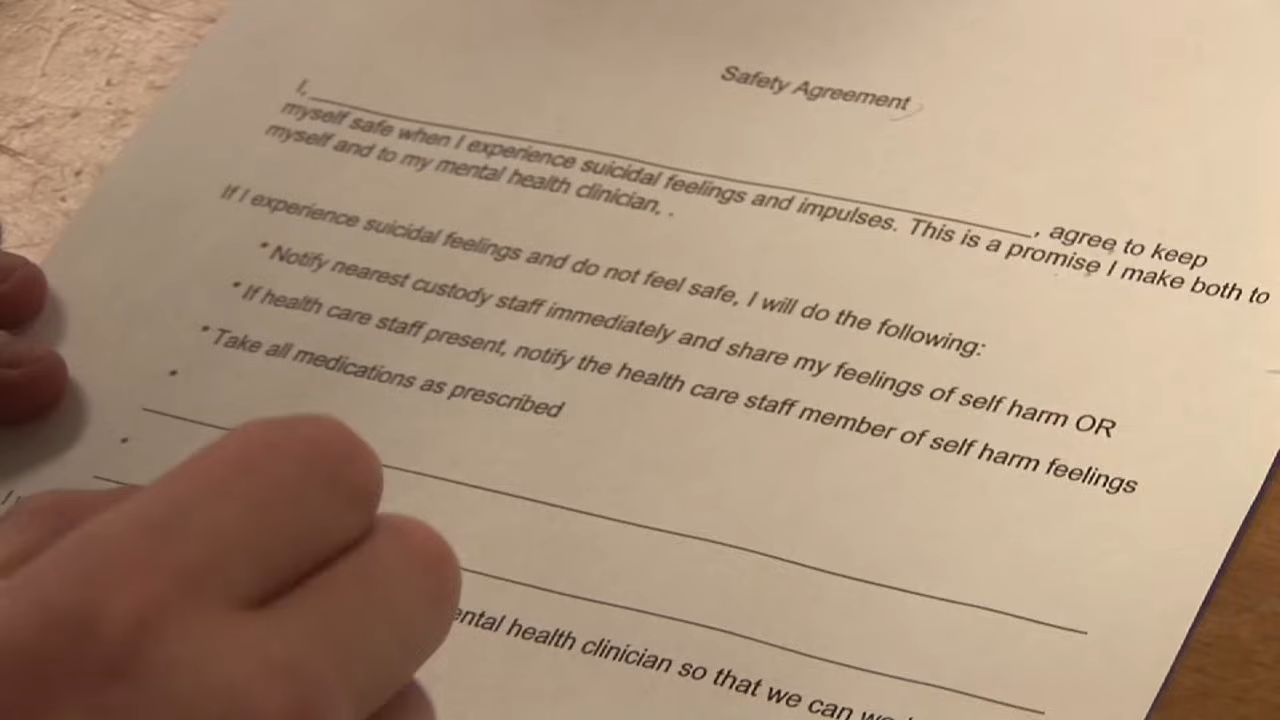 Safety Agreement
I, , agree to keep
myself safe when I experience suicidal feelings and impulses. This is a promise I make both to
myself and to my mental health clinician, .
If I experience suicidal feelings and do not feel safe, I will do the following:
* Notify nearest custody staff immediately and share my feelings of self harm OR
* If health care staff present, notify the health care staff member of self harm feelings
* Take all medications as prescribed
*
*
health clinician so that we can